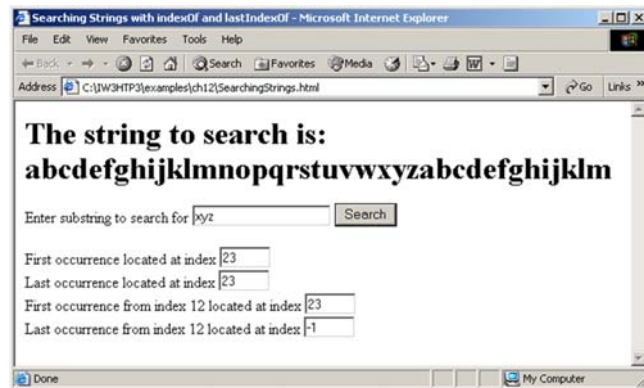 Searching Strings with indexOf and lastIndexOf - Microsoft Internet Explorer
File Edit View Favorites Tools Help
Back Search Favorites Media
Address C:\IW3HTP3\examples\ch12\SearchingStrings.html Go Links »
The string to search is:
abcdefghijklmnopqrstuvwxyzabcdefghijklm
Enter substring to search for xyz Search
First occurrence located at index 23
Last occurrence located at index 23
First occurrence from index 12 located at index 23
Last occurrence from index 12 located at index -1
Done My Computer